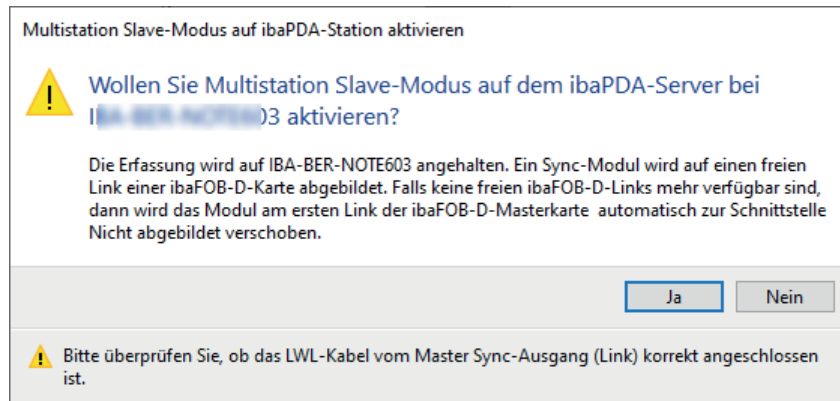 Multistation Slave-Modus auf ibaPDA-Station aktivieren
Wollen Sie Multistation Slave-Modus auf dem ibaPDA-Server bei
03 aktivieren?
Die Erfassung wird auf IBA-BER-NOTE603 angehalten. Ein Sync-Modul wird auf einen freien
Link einer ibaFOB-D-Karte abgebildet. Falls keine freien ibaFOB-D-Links mehr verfügbar sind,
dann wird das Modul am ersten Link der ibaFOB-D-Masterkarte automatisch zur Schnittstelle
Nicht abgebildet verschoben.
Ja
Nein
Bitte überprüfen Sie, ob das LWL-Kabel vom Master Sync-Ausgang (Link) korrekt angeschlossen
ist.